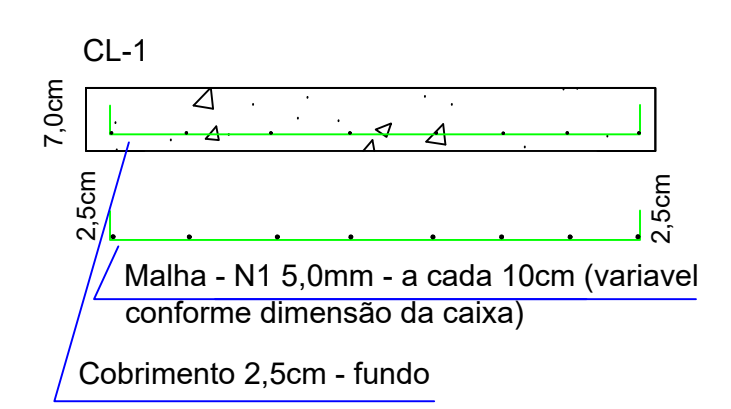 CL-1
7,0cm
2,5cm
2,5cm
Malha - N1 5,0mm - a cada 10cm (variavel
conforme dimensão da caixa)
Cobrimento 2,5cm - fundo